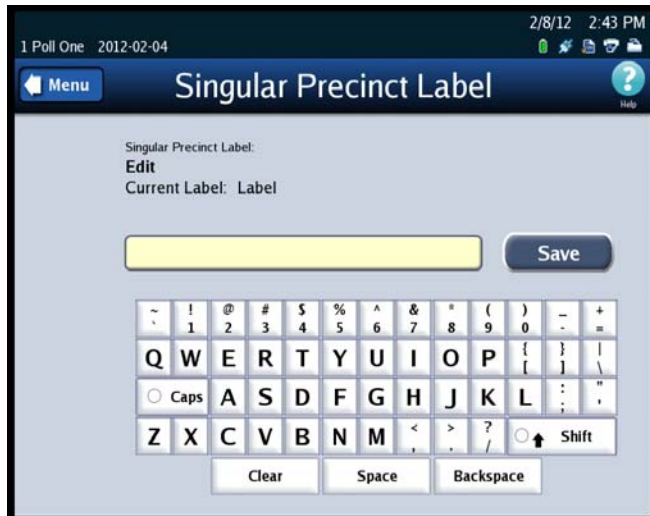 2/8/12 2:43 PM
1 Poll One 2012-02-04
Menu
Singular Precinct Label
Help
Singular Precinct Label:
Edit
Current Label: Label
Save
~ ! @ # $ % ^ & * ( ) _ +
` 1 2 3 4 5 6 7 8 9 0 - =
Q W E R T Y U I O P { [ } ] | \
Caps A S D F G H J K L : ; " '
Z X C V B N M < , > . ? / Shift
Clear Space Backspace